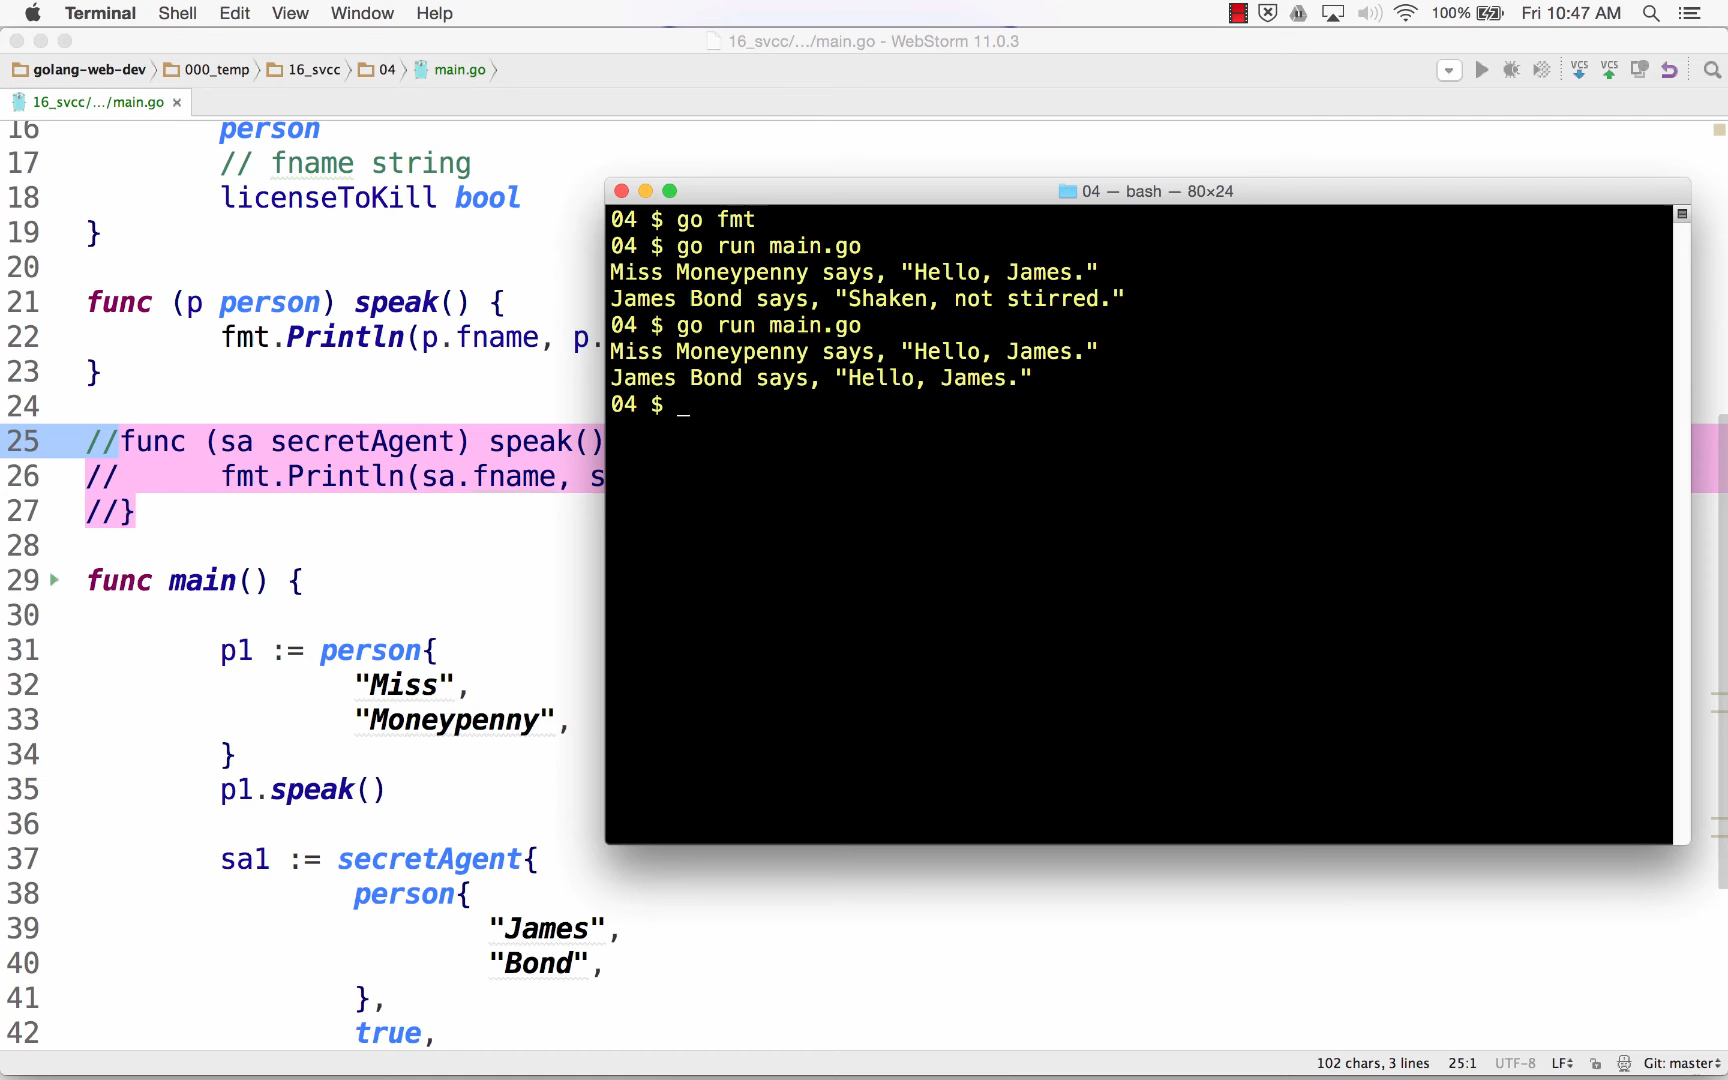 Terminal Shell Edit View Window Help 100% Fri 10:47 AM
16_svcc/.../main.go - WebStorm 11.0.3
golang-web-dev 000_temp 16_svcc 04 main.go
VCS VCS
16_svcc/.../main.go ×
16 person
17 // fname string
18 licenseToKill bool
19 }
20
21 func (p person) speak() {
22 fmt.Println(p.fname, p.
23 }
24
25 //func (sa secretAgent) speak()
26 // fmt.Println(sa.fname, s
27 //}
28
29 func main() {
30
31 p1 := person{
32 "Miss",
33 "Moneypenny",
34 }
35 p1.speak()
36
37 sa1 := secretAgent{
38 person{
39 "James",
40 "Bond",
41 },
42 true,
04 — bash — 80×24
04 $ go fmt
04 $ go run main.go
Miss Moneypenny says, "Hello, James."
James Bond says, "Shaken, not stirred."
04 $ go run main.go
Miss Moneypenny says, "Hello, James."
James Bond says, "Hello, James."
04 $ _
102 chars, 3 lines 25:1 UTF-8 LF Git: master